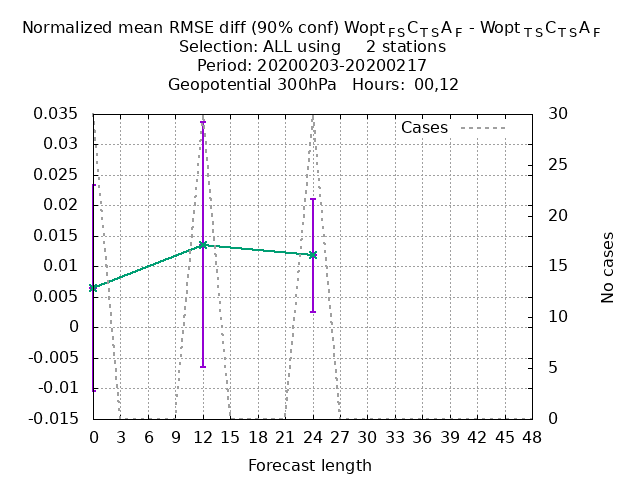 Normalized mean RMSE diff (90% conf) Wopt FS C TS A F - Wopt TS C TS A F
Selection: ALL using 2 stations
Period: 20200203-20200217
Geopotential 300hPa Hours: 00,12
Cases
0.035
0.03
0.025
0.02
0.015
0.01
0.005
0
-0.005
-0.01
-0.015
30
25
20
15
10
5
0
No cases
0 3 6 9 12 15 18 21 24 27 30 33 36 39 42 45 48
Forecast length